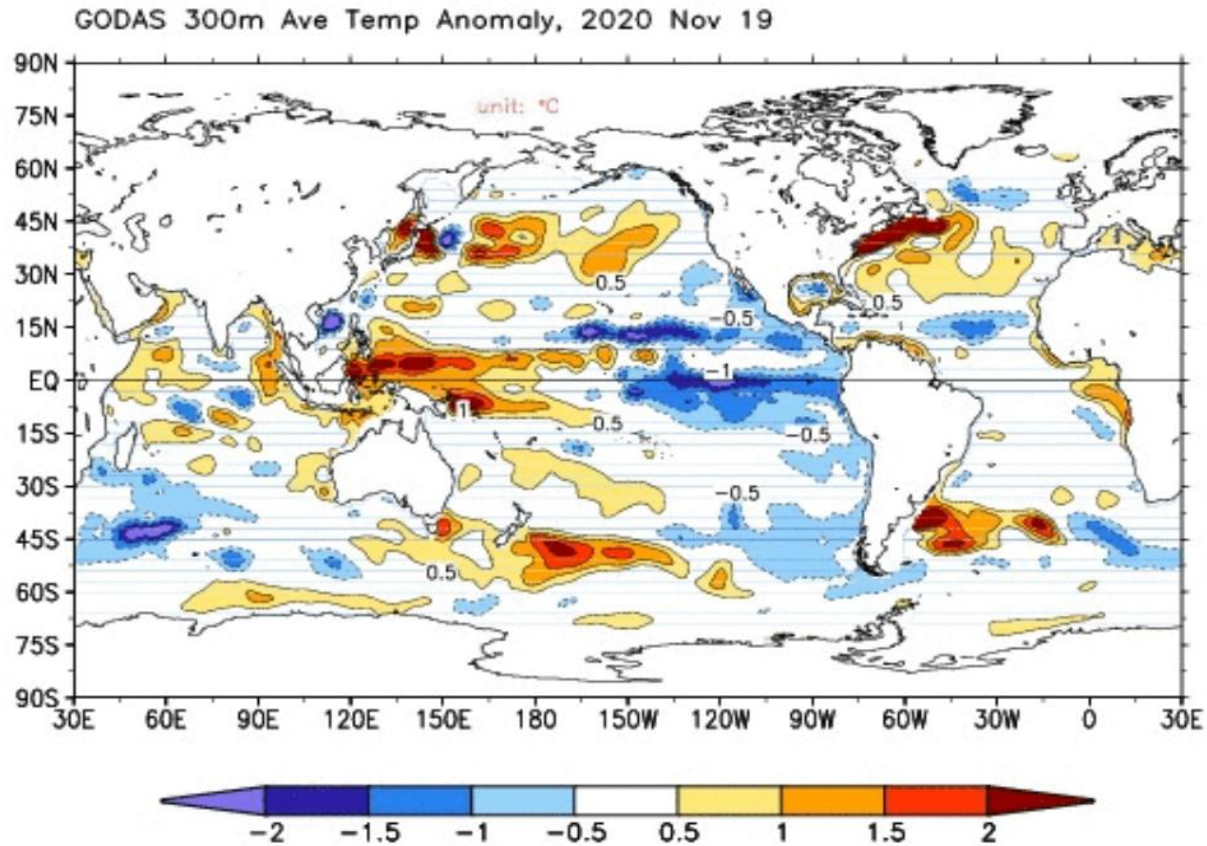 GODAS 300m Ave Temp Anomaly, 2020 Nov 19
90N
unit: °C
75N
60N
45N
30N
0.5
0.5
-0.5
15N
-1
EQ
1
0.5
-0.5
15S
30S
-0.5
45S
0.5
60S
75S
90S
30E 60E 90E 120E 150E 180 150W 120W 90W 60W 30W 0 30E
-2 -1.5 -1 -0.5 0.5 1 1.5 2